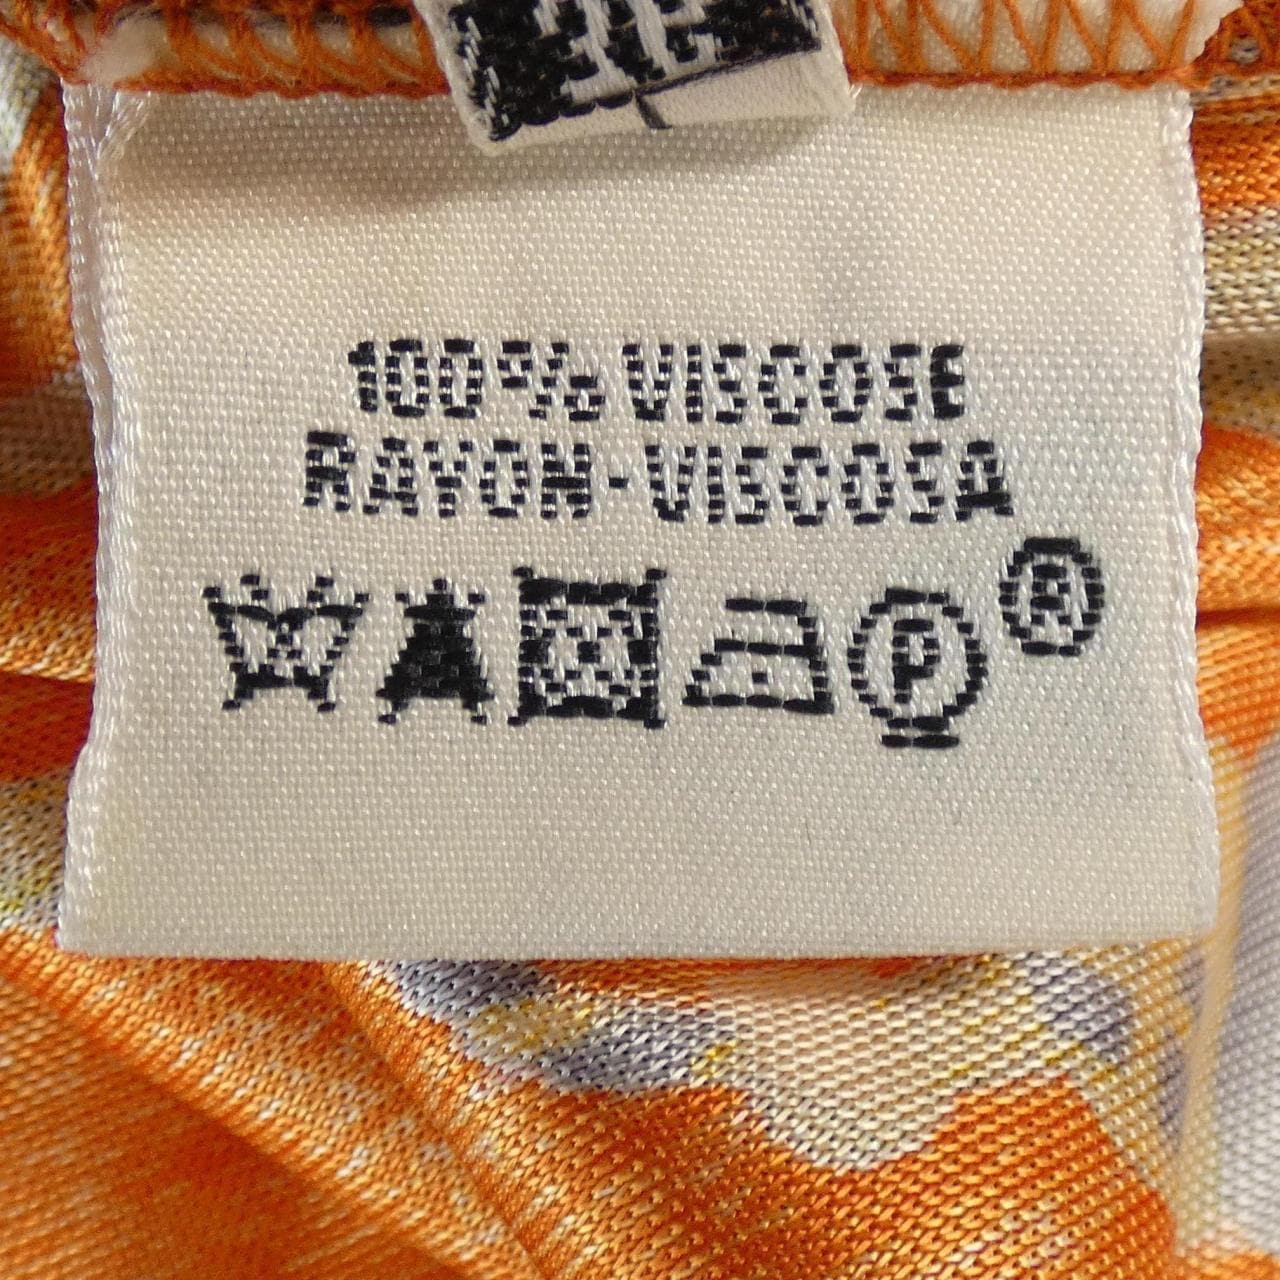 100% VISCOSE
RAYON-VISCOSA
P
R